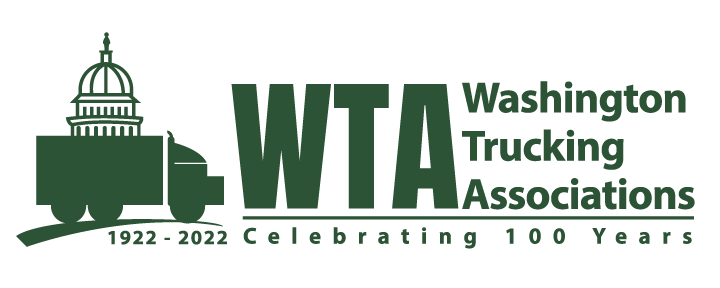 WTA
Washington
Trucking
Associations
1922 - 2022
Celebrating 100 Years